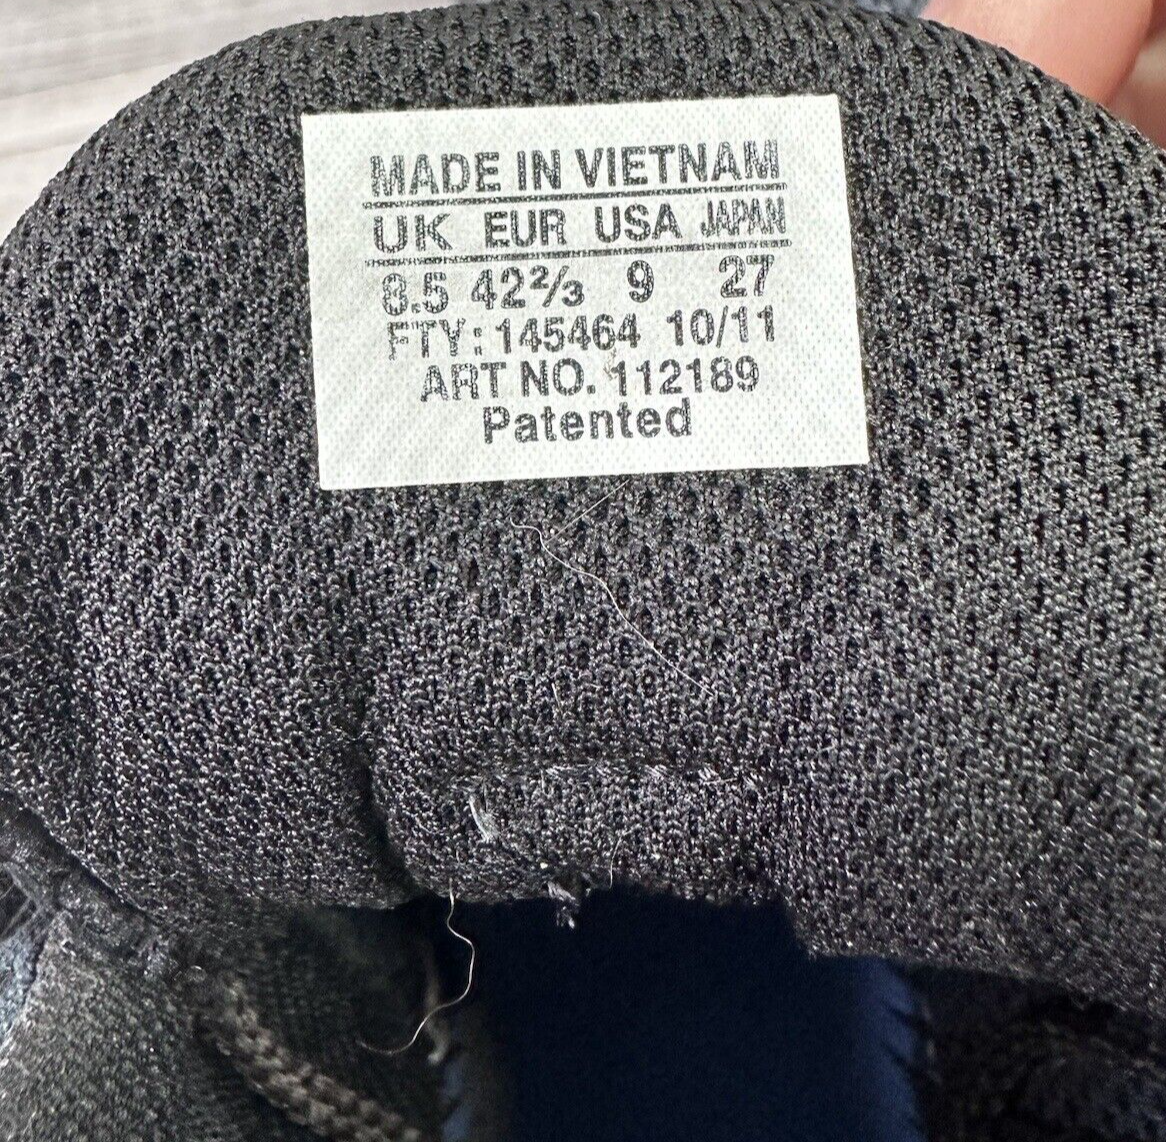 MADE IN VIETNAM
UK EUR USA JAPAN
8.5 42⅔ 9 27
FTY: 145464 10/11
ART NO. 112189
Patented